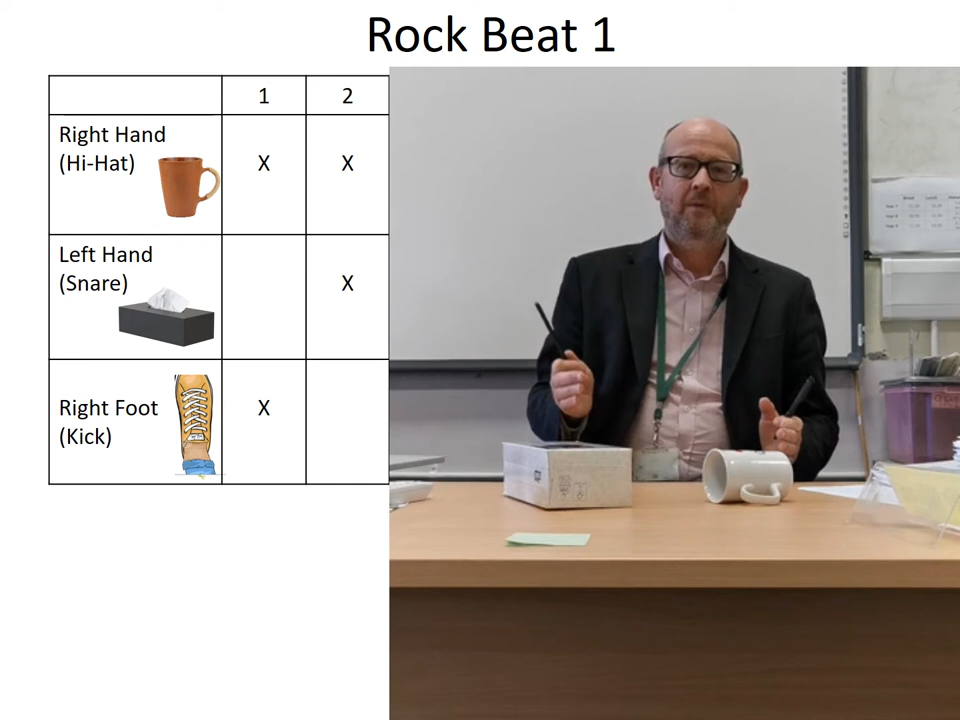 Rock Beat 1
1 2
Right Hand
(Hi-Hat) X X
Left Hand
(Snare) X
Right Foot X
(Kick)